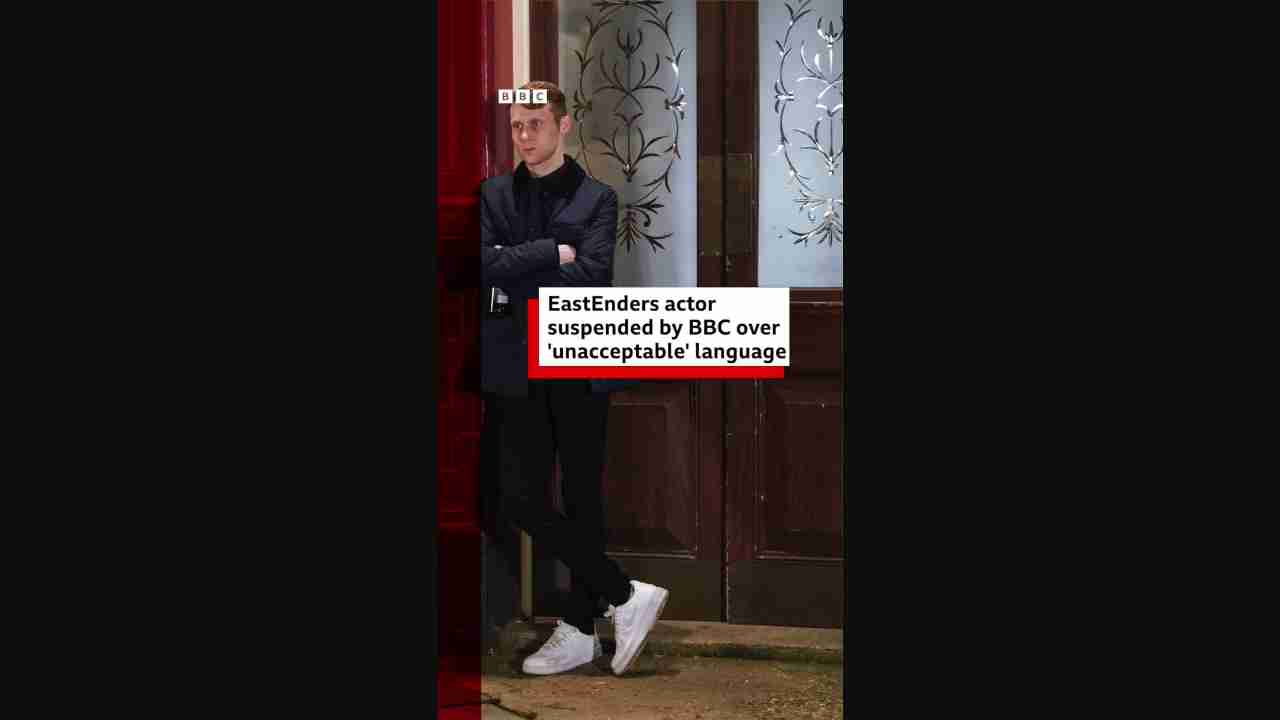 BBC
EastEnders actor
suspended by BBC over
'unacceptable' language